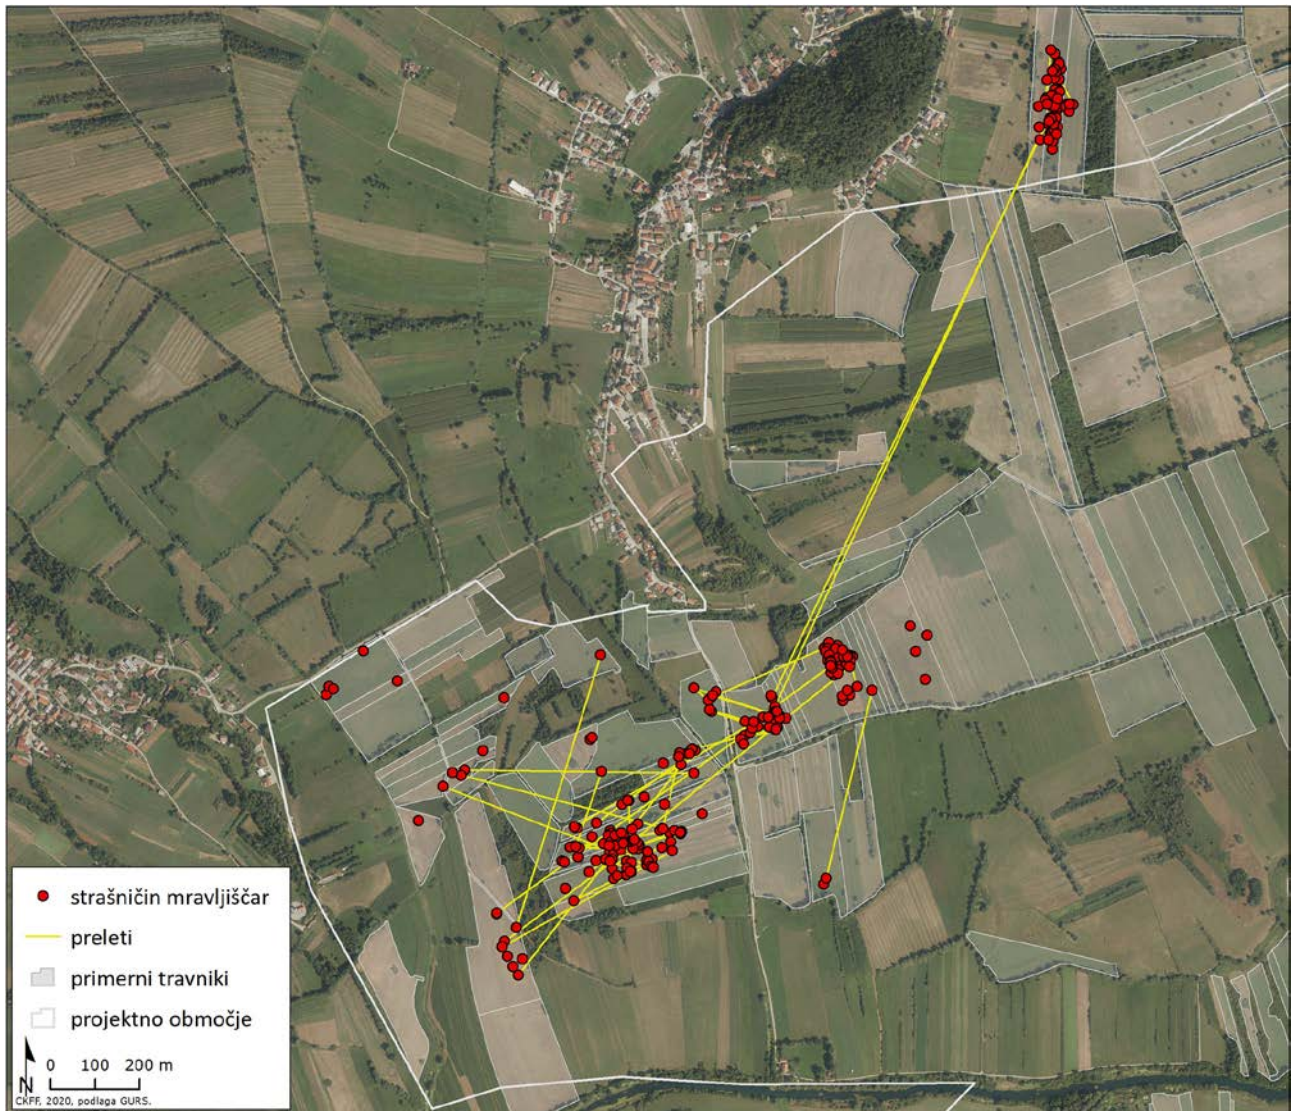 strašničin mravljiščar
preleti
primerni travniki
projektno območje
0 100 200 m
N
CKFF, 2020, podlaga GURS.